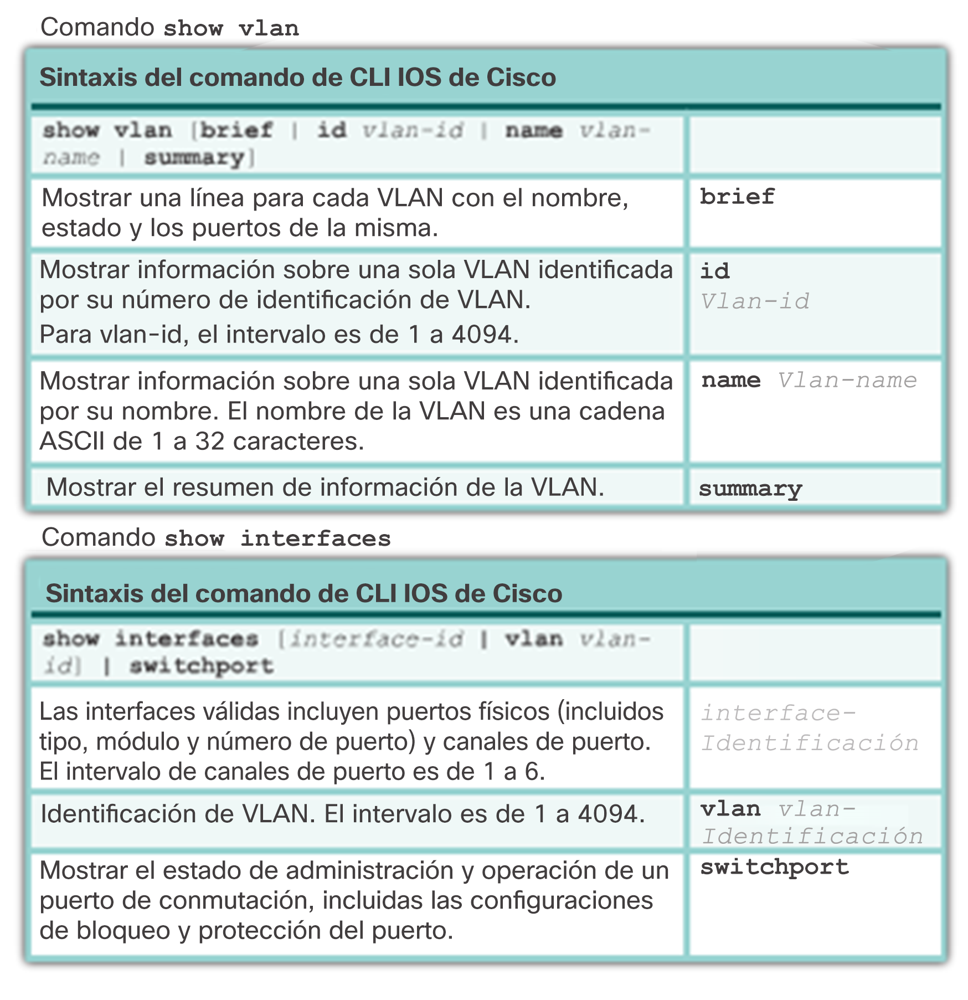 Comando show vlan
Sintaxis del comando de CLI IOS de Cisco
show vlan [brief | id vlan-id | name vlan-
name | summary]
Mostrar una línea para cada VLAN con el nombre,
estado y los puertos de la misma.
brief
Mostrar información sobre una sola VLAN identificada
por su número de identificación de VLAN.
Para vlan-id, el intervalo es de 1 a 4094.
id
Vlan-id
Mostrar información sobre una sola VLAN identificada
por su nombre. El nombre de la VLAN es una cadena
ASCII de 1 a 32 caracteres.
name Vlan-name
Mostrar el resumen de información de la VLAN.
summary
Comando show interfaces
Sintaxis del comando de CLI IOS de Cisco
show interfaces [interface-id | vlan vlan-
id] | switchport
Las interfaces válidas incluyen puertos físicos (incluidos
tipo, módulo y número de puerto) y canales de puerto.
El intervalo de canales de puerto es de 1 a 6.
interface-
Identificación
Identificación de VLAN. El intervalo es de 1 a 4094.
vlan vlan-
Identificación
Mostrar el estado de administración y operación de un
puerto de conmutación, incluidas las configuraciones
de bloqueo y protección del puerto.
switchport